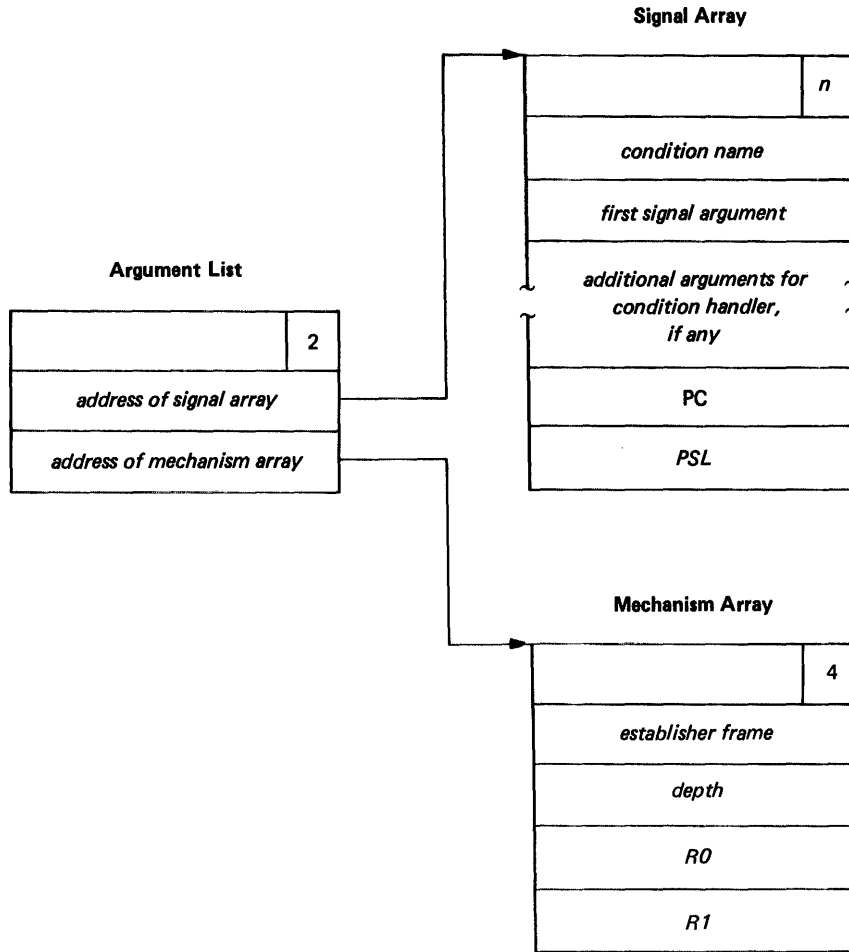 Signal Array
n
condition name
first signal argument
additional arguments for
condition handler,
if any
PC
PSL
Argument List
2
address of signal array
address of mechanism array
Mechanism Array
4
establisher frame
depth
R0
R1